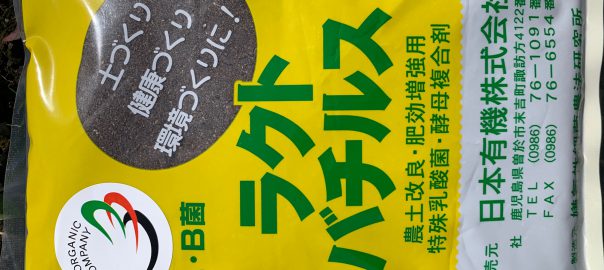 土づくり
健康づくり
環境づくりに！
ORGANIC
COMPANY
・B菌
ラクト
バチルス
農土改良・肥効増強用
特殊乳酸菌・酵母複合剤
売元 日本有機株式会社
社 鹿児島県曽於市末吉町諏訪方4122番
TEL (0986) 76-1091番
FAX (0986) 76-6554番
製造元